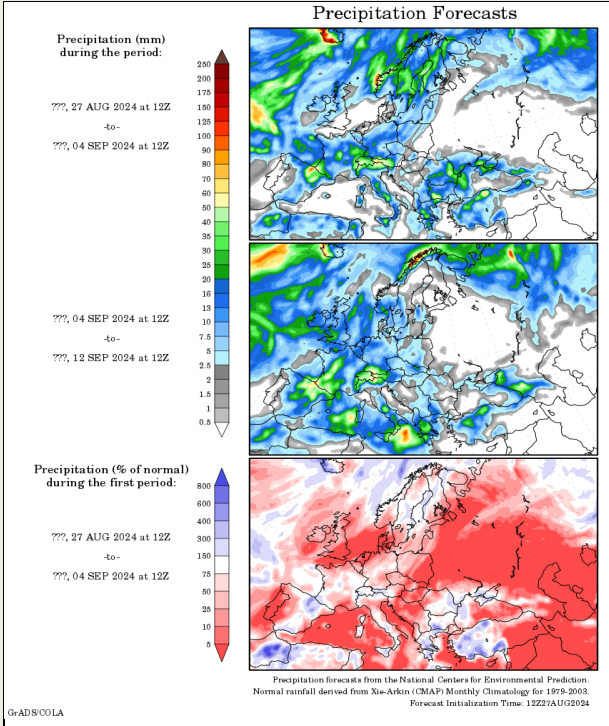 Precipitation Forecasts
Precipitation (mm)
during the period:
???, 27 AUG 2024 at 12Z
-to-
???, 04 SEP 2024 at 12Z
250
200
175
150
125
100
90
80
70
60
50
40
35
30
25
20
16
13
10
7.5
5
2.5
2
1.5
1
0.5
???, 04 SEP 2024 at 12Z
-to-
???, 12 SEP 2024 at 12Z
Precipitation (% of normal)
during the first period:
???, 27 AUG 2024 at 12Z
-to-
???, 04 SEP 2024 at 12Z
800
600
400
300
150
75
50
25
10
5
Precipitation forecasts from the National Centers for Environmental Prediction.
Normal rainfall derived from Xie-Arkin (CMAP) Monthly Climatology for 1979-2003.
Forecast Initialization Time: 12Z27AUG2024
GrADS/COLA